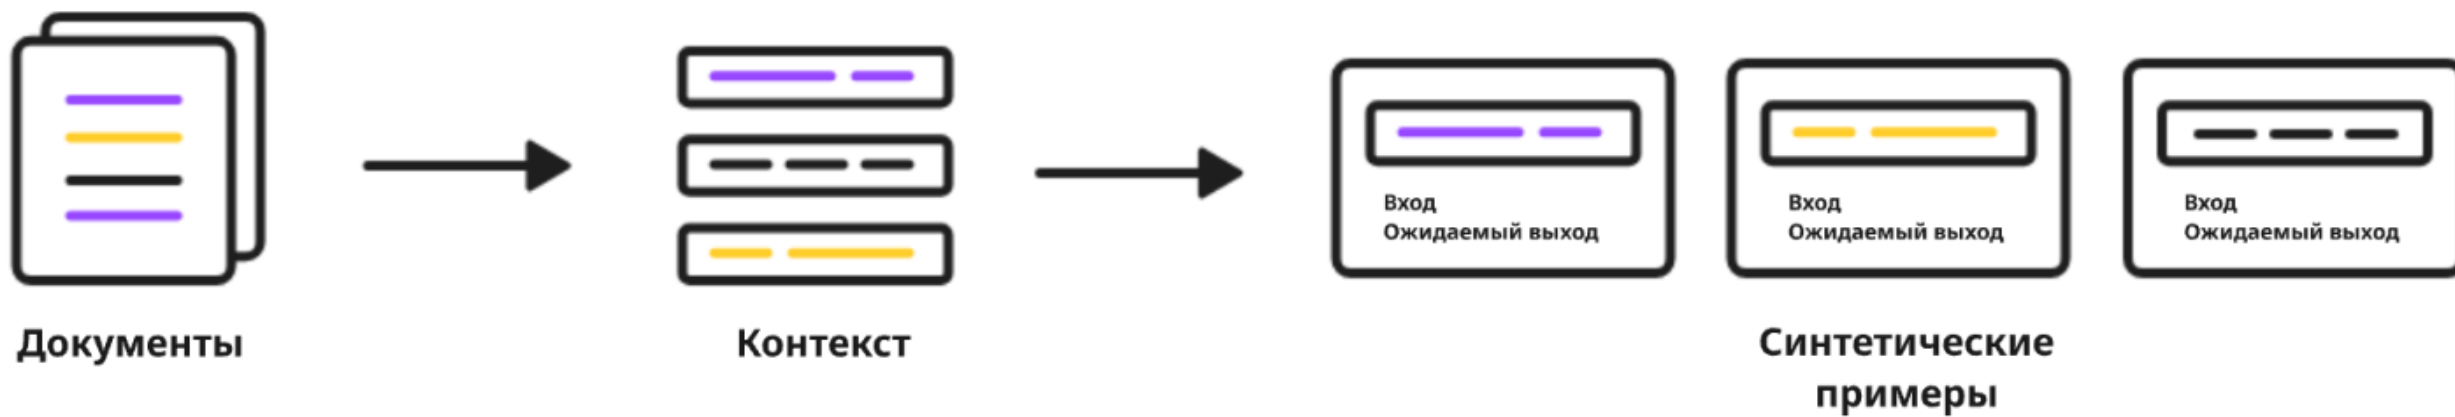 Вход
Ожидаемый выход
Вход
Ожидаемый выход
Вход
Ожидаемый выход
Документы
Контекст
Синтетические
примеры